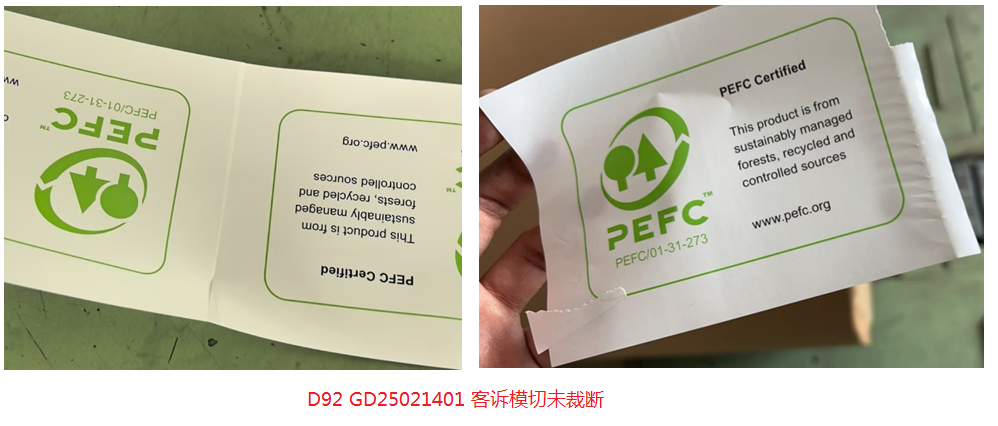 PEFC™
PEFC/01-31-273
PEFC Certified
This product is from
sustainably managed
forests, recycled and
controlled sources
www.pefc.org
PEFC Certified
This product is from
sustainably managed
forests, recycled and
controlled sources
www.pefc.org
PEFC™
PEFC/01-31-273
D92 GD25021401 客诉模切未裁断